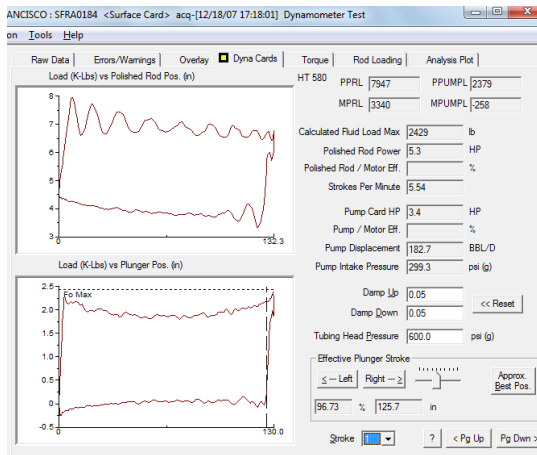 ANCISCO : SFRA0184 <Surface Card> acq-[12/18/07 17:18:01] Dynamometer Test
on Tools Help
Raw Data Errors/Warnings Overlay Dyna Cards Torque Rod Loading Analysis Plot
Load (K-Lbs) vs Polished Rod Pos. (in)
8
7
6
5
4
3
0 132.3
Load (K-Lbs) vs Plunger Pos. (in)
2.5
Fo Max
2.0
1.5
1.0
0.5
0
-0.5
0 130.0
HT 580 PPRL 7947 PPUMPL 2379
MPRL 3340 MPUMPL -258
Calculated Fluid Load Max 2429 lb
Polished Rod Power 5.3 HP
Polished Rod / Motor Eff. %
Strokes Per Minute 5.54
Pump Card HP 3.4 HP
Pump / Motor Eff. %
Pump Displacement 182.7 BBL/D
Pump Intake Pressure 299.3 psi (g)
Damp Up 0.05
<< Reset
Damp Down 0.05
Tubing Head Pressure 600.0 psi (g)
Effective Plunger Stroke
< --- Left Right --- > Approx. Best Pos.
96.73 % 125.7 in
Stroke 1 ? < Pg Up Pg Dwn >